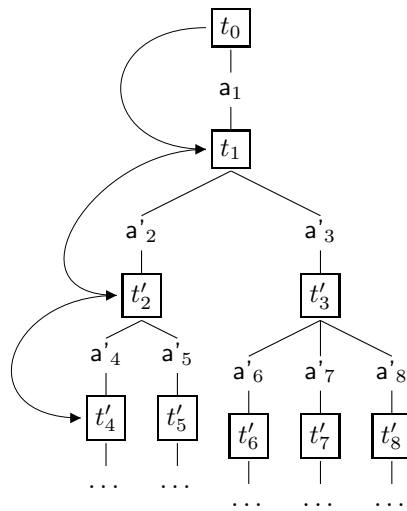 t₀
a₁
t₁
a'₂ a'₃
t′₂ t′₃
a'₄ a'₅ a'₆ a'₇ a'₈
t′₄ t′₅ t′₆ t′₇ t′₈
... ... ... ... ...